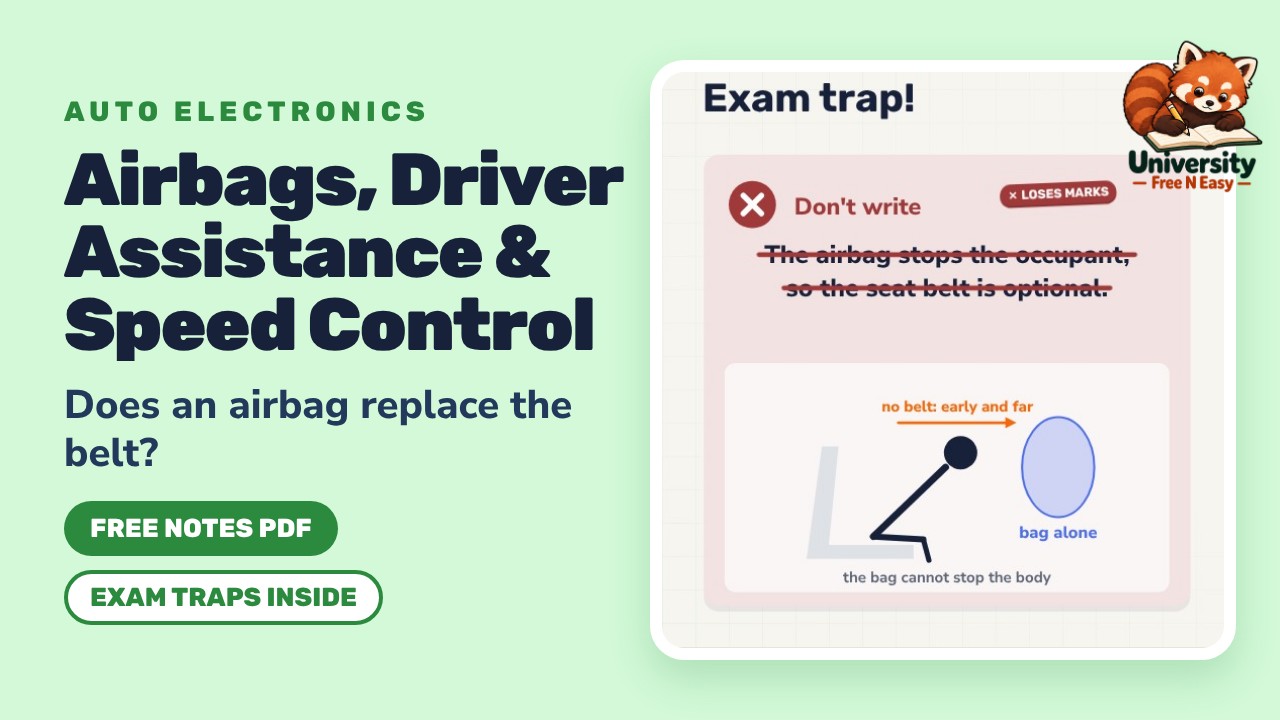 AUTO ELECTRONICS
Airbags, Driver
Assistance &
Speed Control
Does an airbag replace the
belt?
FREE NOTES PDF
EXAM TRAPS INSIDE
Exam trap!
Don't write
× LOSES MARKS
The airbag stops the occupant,
so the seat belt is optional.
no belt: early and far
bag alone
the bag cannot stop the body
University
Free N Easy